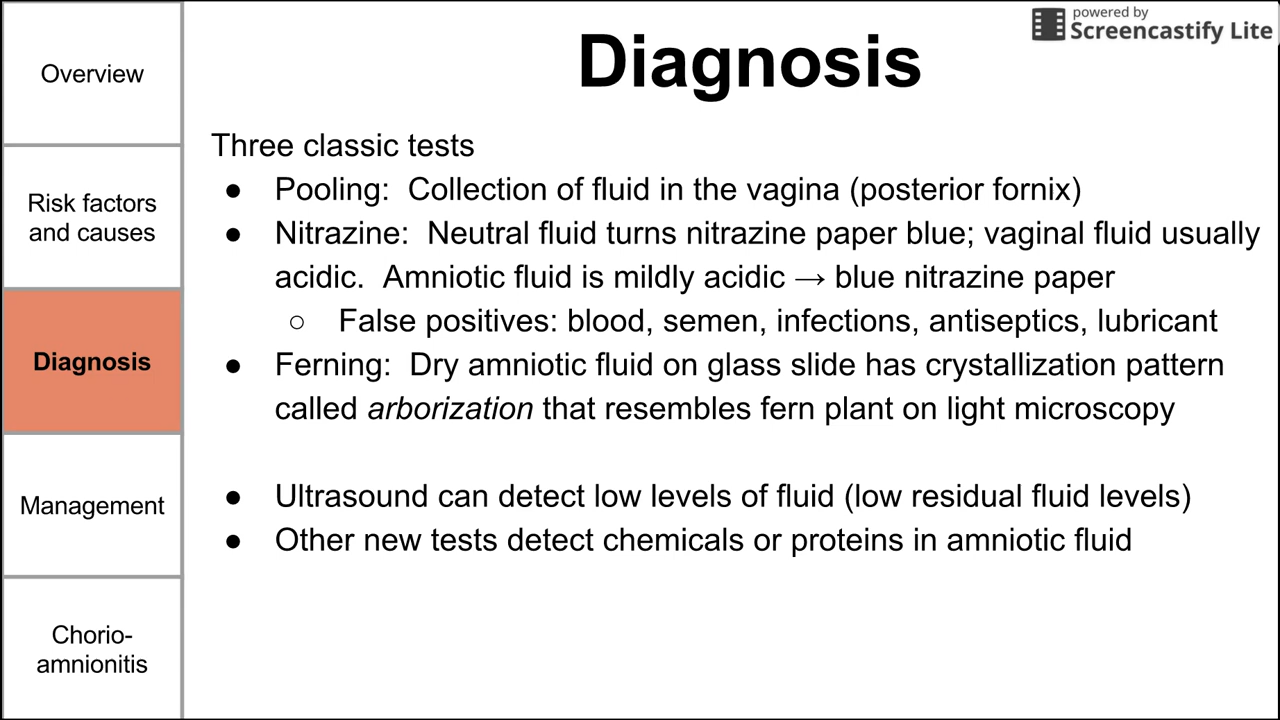 powered by
Screencastify Lite
Diagnosis
Overview
Risk factors
and causes
Diagnosis
Management
Chorio-
amnionitis
Three classic tests
● Pooling: Collection of fluid in the vagina (posterior fornix)
● Nitrazine: Neutral fluid turns nitrazine paper blue; vaginal fluid usually
acidic. Amniotic fluid is mildly acidic → blue nitrazine paper
○ False positives: blood, semen, infections, antiseptics, lubricant
● Ferning: Dry amniotic fluid on glass slide has crystallization pattern
called arborization that resembles fern plant on light microscopy
● Ultrasound can detect low levels of fluid (low residual fluid levels)
● Other new tests detect chemicals or proteins in amniotic fluid